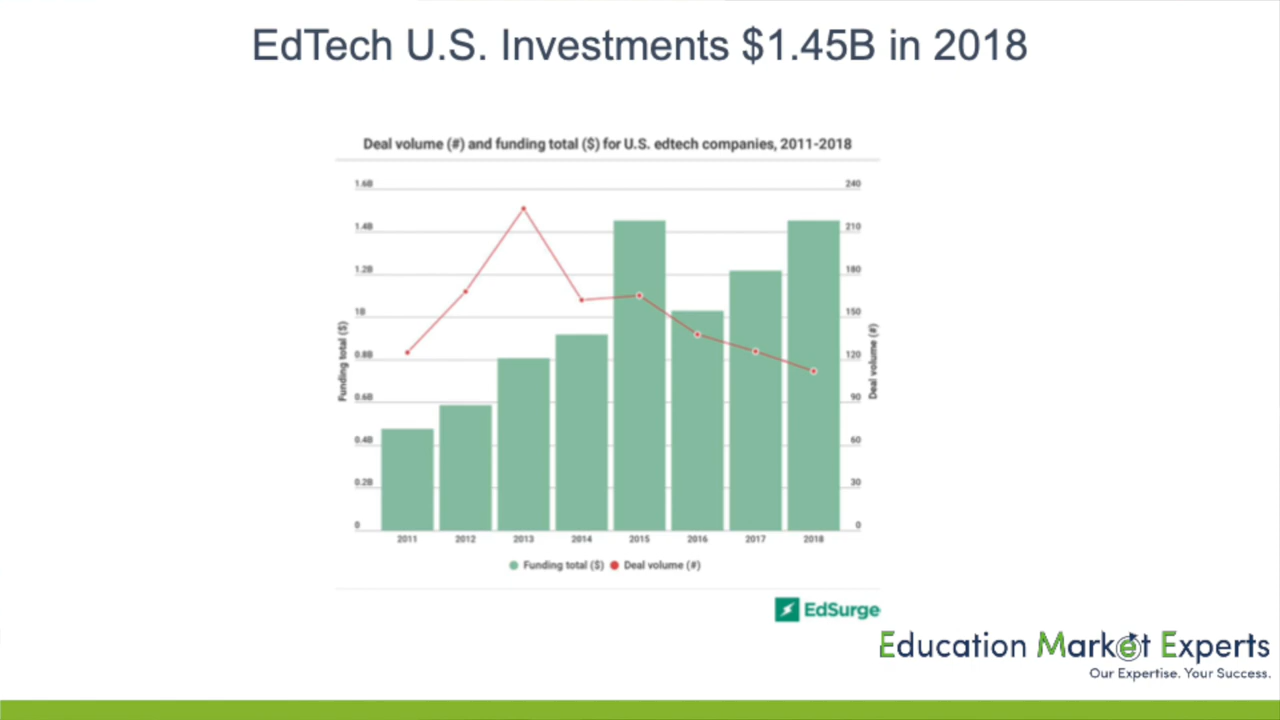 EdTech U.S. Investments $1.45B in 2018
Deal volume (#) and funding total ($) for U.S. edtech companies, 2011-2018
1.6B 240
1.4B 210
1.2B 180
1B 150
0.8B 120
0.6B 90
0.4B 60
0.2B 30
0 0
Funding total ($)
Deal volume (#)
2011 2012 2013 2014 2015 2016 2017 2018
Funding total ($) Deal volume (#)
EdSurge
Education Market Experts
Our Expertise. Your Success.